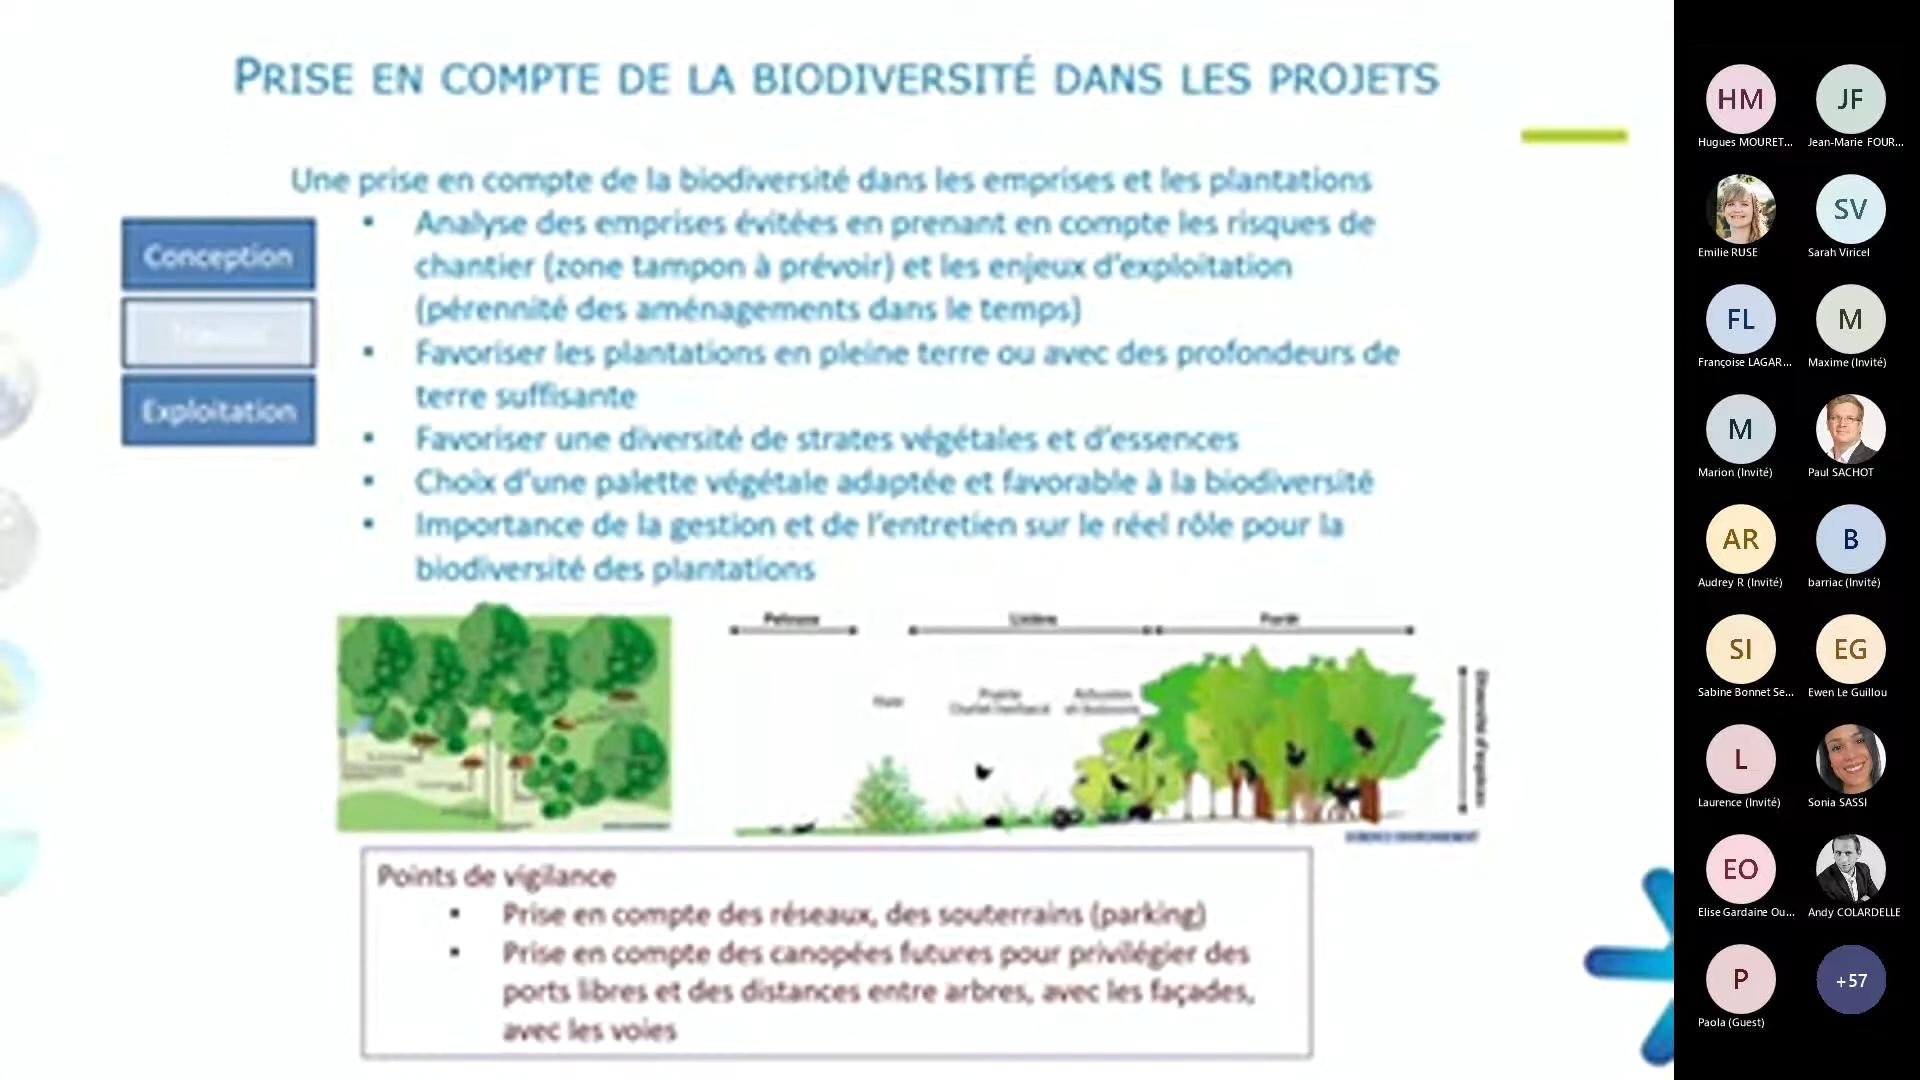 PRISE EN COMPTE DE LA BIODIVERSITÉ DANS LES PROJETS
Une prise en compte de la biodiversité dans les emprises et les plantations
Conception
Exploitation
• Analyse des emprises évitées en prenant en compte les risques de
chantier (zone tampon à prévoir) et les enjeux d'exploitation
(pérennité des aménagements dans le temps)
• Favoriser les plantations en pleine terre ou avec des profondeurs de
terre suffisante
• Favoriser une diversité de strates végétales et d'essences
• Choix d'une palette végétale adaptée et favorable à la biodiversité
• Importance de la gestion et de l'entretien sur le réel rôle pour la
biodiversité des plantations
Pelouse
Lisière
Forêt
Prairie
Ourlet herbacé
Arbustes
et buissons
Points de vigilance
• Prise en compte des réseaux, des souterrains (parking)
• Prise en compte des canopées futures pour privilégier des
ports libres et des distances entre arbres, avec les façades,
avec les voies
HM
Hugues MOURET...
JF
Jean-Marie FOUR...
Emilie RUSE
SV
Sarah Viricel
FL
Françoise LAGAR...
M
Maxime (Invité)
M
Marion (Invité)
Paul SACHOT
AR
Audrey R (Invité)
B
barriac (Invité)
SI
Sabine Bonnet Se...
EG
Ewen Le Guillou
L
Laurence (Invité)
Sonia SASSI
EO
Elise Gardaine Ou...
Andy COLARDELLE
P
Paola (Guest)
+57